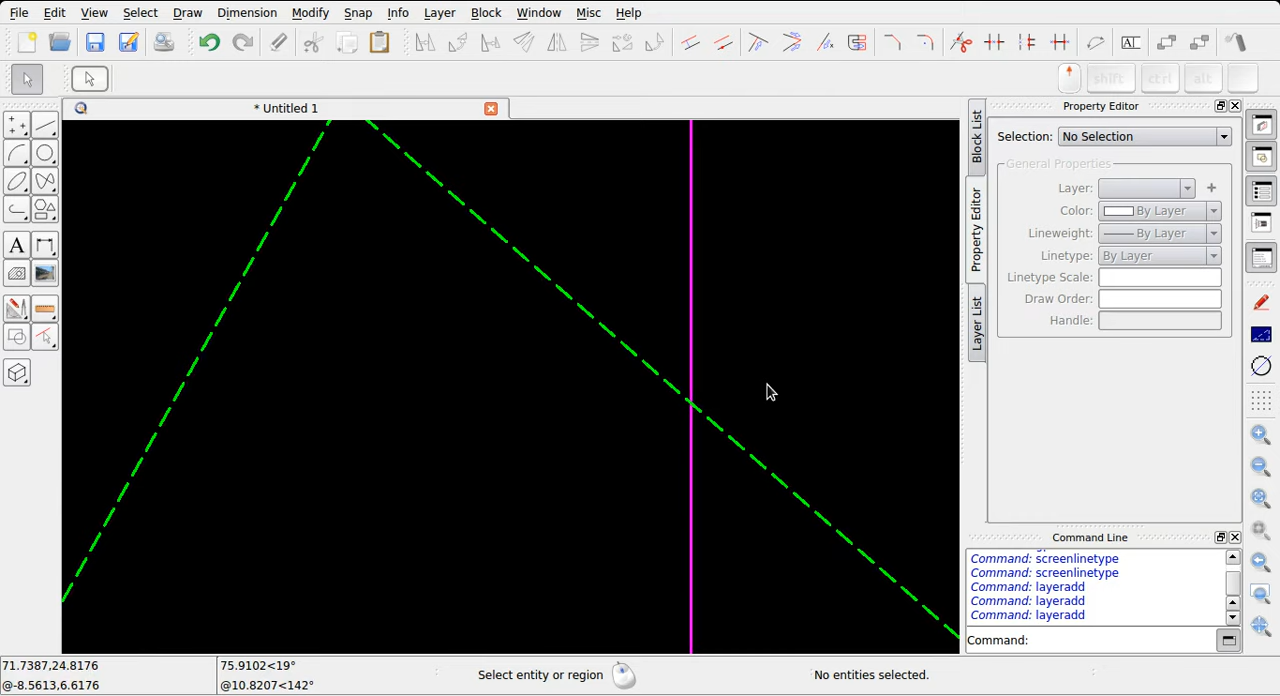 File Edit View Select Draw Dimension Modify Snap Info Layer Block Window Misc Help
shift ctrl alt
* Untitled 1
Property Editor
Block List
Property Editor
Layer List
Selection: No Selection
General Properties
Layer:
Color: By Layer
Lineweight: By Layer
Linetype: By Layer
Linetype Scale:
Draw Order:
Handle:
A
Command Line
Command: screenlinetype
Command: screenlinetype
Command: layeradd
Command: layeradd
Command: layeradd
Command:
71.7387,24.8176
@-8.5613,6.6176
75.9102<19°
@10.8207<142°
Select entity or region
No entities selected.